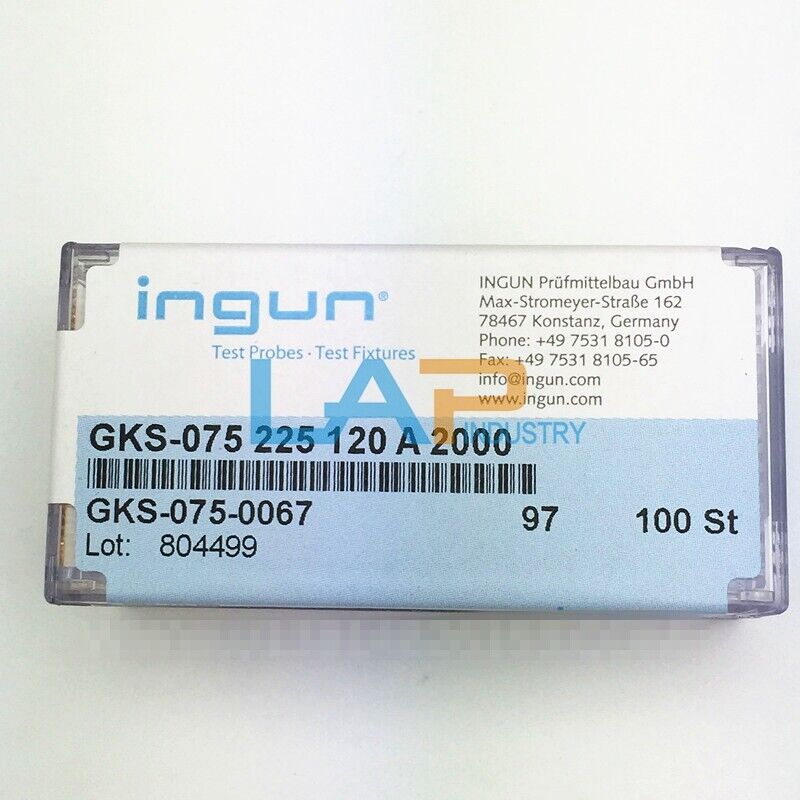 ingun®
Test Probes · Test Fixtures
INGUN Prüfmittelbau GmbH
Max-Stromeyer-Straße 162
78467 Konstanz, Germany
Phone: +49 7531 8105-0
Fax: +49 7531 8105-65
info@ingun.com
www.ingun.com
LAP
INDUSTRY
GKS-075 225 120 A 2000
GKS-075-0067 97 100 St
Lot: 804499